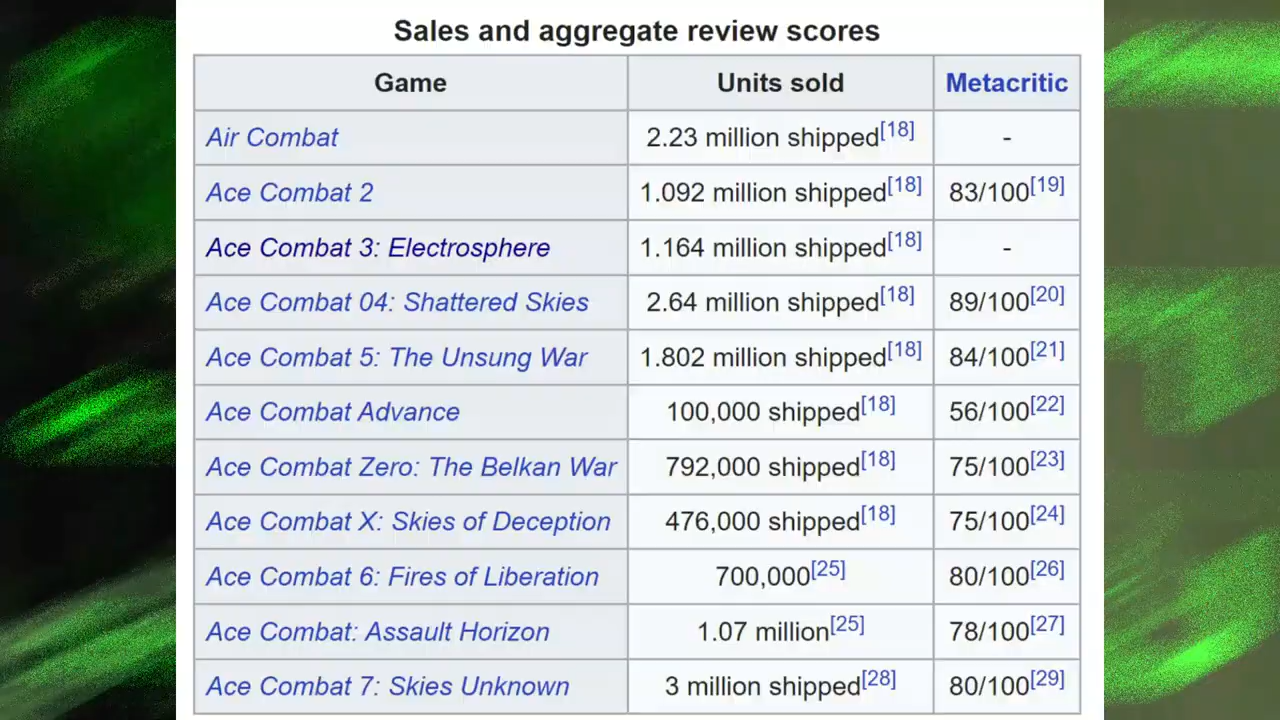 Sales and aggregate review scores
Game Units sold Metacritic
Air Combat 2.23 million shipped[18] -
Ace Combat 2 1.092 million shipped[18] 83/100[19]
Ace Combat 3: Electrosphere 1.164 million shipped[18] -
Ace Combat 04: Shattered Skies 2.64 million shipped[18] 89/100[20]
Ace Combat 5: The Unsung War 1.802 million shipped[18] 84/100[21]
Ace Combat Advance 100,000 shipped[18] 56/100[22]
Ace Combat Zero: The Belkan War 792,000 shipped[18] 75/100[23]
Ace Combat X: Skies of Deception 476,000 shipped[18] 75/100[24]
Ace Combat 6: Fires of Liberation 700,000[25] 80/100[26]
Ace Combat: Assault Horizon 1.07 million[25] 78/100[27]
Ace Combat 7: Skies Unknown 3 million shipped[28] 80/100[29]